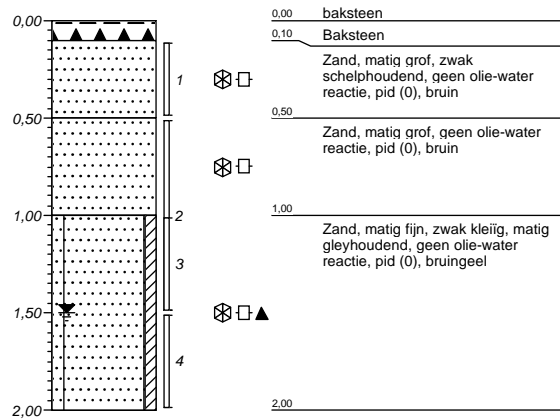 0,00
0,50
1,00
1,50
2,00
1
2
3
4
0,00
baksteen
0,10
Baksteen
Zand, matig grof, zwak
schelphoudend, geen olie-water
reactie, pid (0), bruin
0,50
Zand, matig grof, geen olie-water
reactie, pid (0), bruin
1,00
Zand, matig fijn, zwak kleiïg, matig
gleyhoudend, geen olie-water
reactie, pid (0), bruingeel
2,00